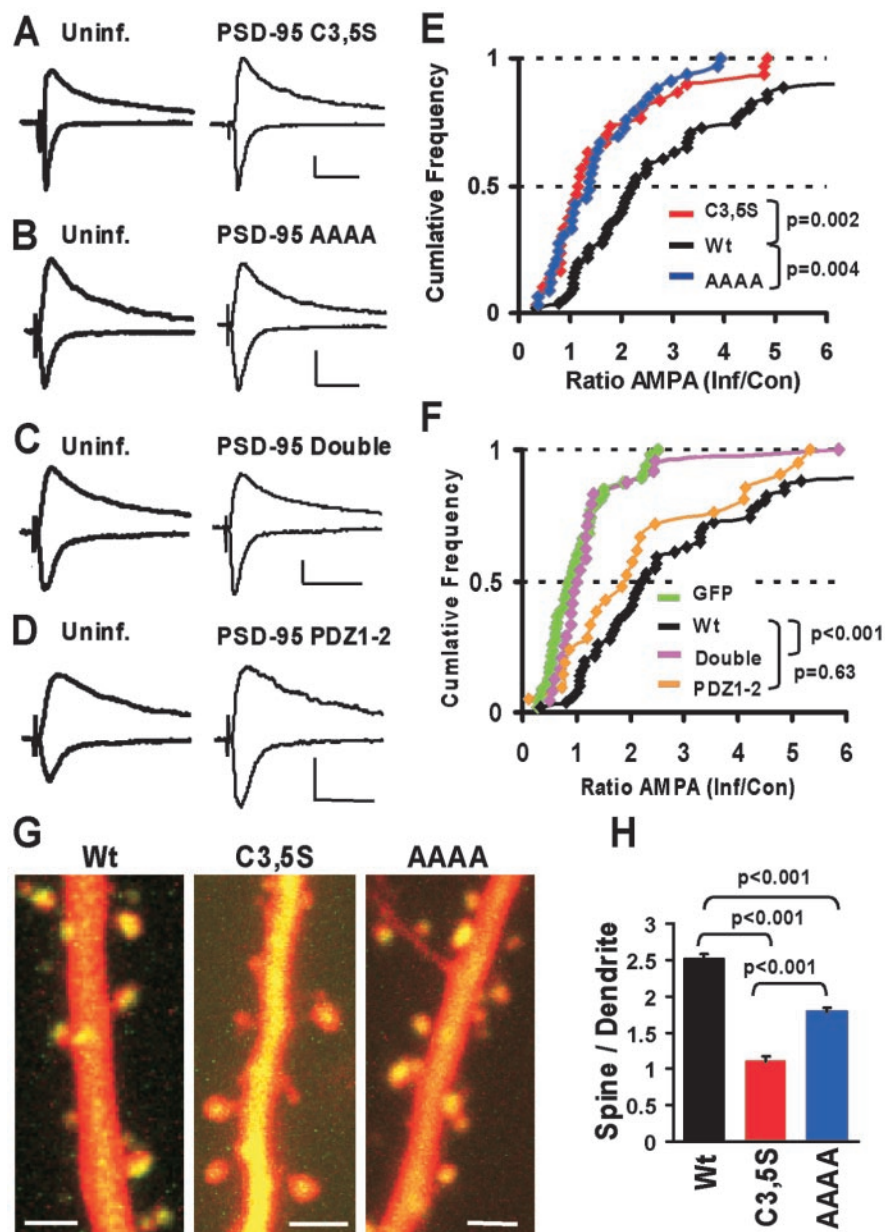 A
Uninf. PSD-95 C3,5S
B
Uninf. PSD-95 AAAA
C
Uninf. PSD-95 Double
D
Uninf. PSD-95 PDZ1-2
E
Cumlative Frequency
1
0.5
0
C3,5S
Wt
AAAA
p=0.002
p=0.004
0 1 2 3 4 5 6
Ratio AMPA (Inf/Con)
F
Cumlative Frequency
1
0.5
0
GFP
Wt
Double
PDZ1-2
p<0.001
p=0.63
0 1 2 3 4 5 6
Ratio AMPA (Inf/Con)
G
Wt C3,5S AAAA
H
Spine / Dendrite
3
2.5
2
1.5
1
0.5
0
p<0.001
p<0.001
p<0.001
Wt
C3,5S
AAAA